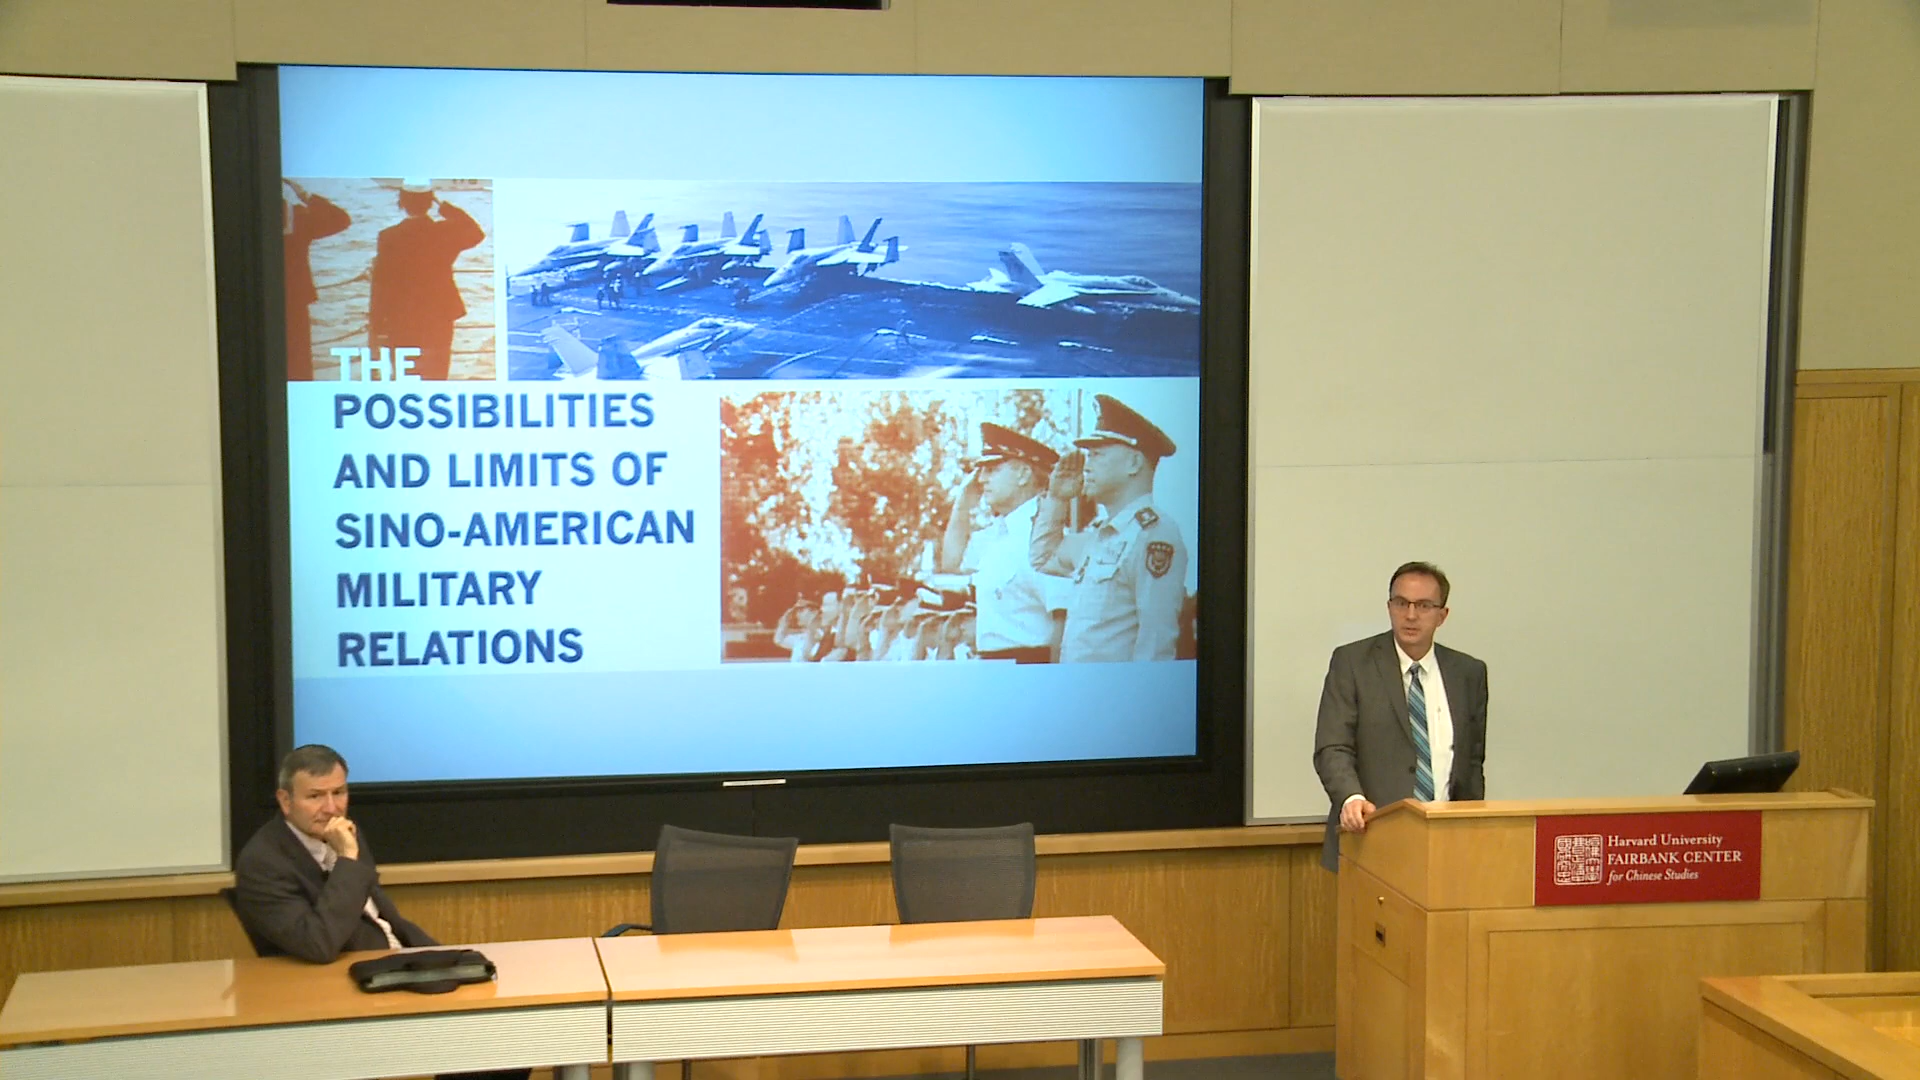 THE
POSSIBILITIES
AND LIMITS OF
SINO-AMERICAN
MILITARY
RELATIONS
Harvard University
FAIRBANK CENTER
for Chinese Studies